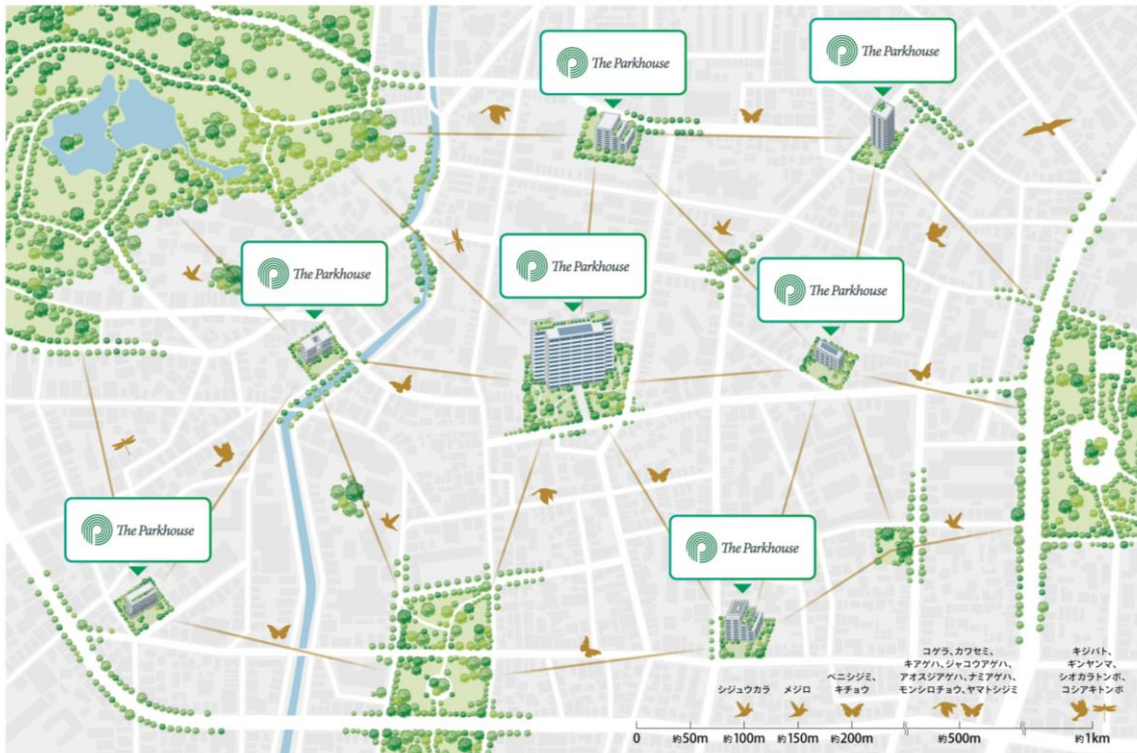 The Parkhouse
The Parkhouse
The Parkhouse
The Parkhouse
The Parkhouse
The Parkhouse
The Parkhouse
シジュウカラ
メジロ
ベニシジミ、
キチョウ
コゲラ、カワセミ、
キアゲハ、ジャコウアゲハ、
アオスジアゲハ、ナミアゲハ、
モンシロチョウ、ヤマトシジミ
キジバト、
ギンヤンマ、
シオカラトンボ、
コシアキトンボ
0 約50m 約100m 約150m 約200m 約500m 約1km